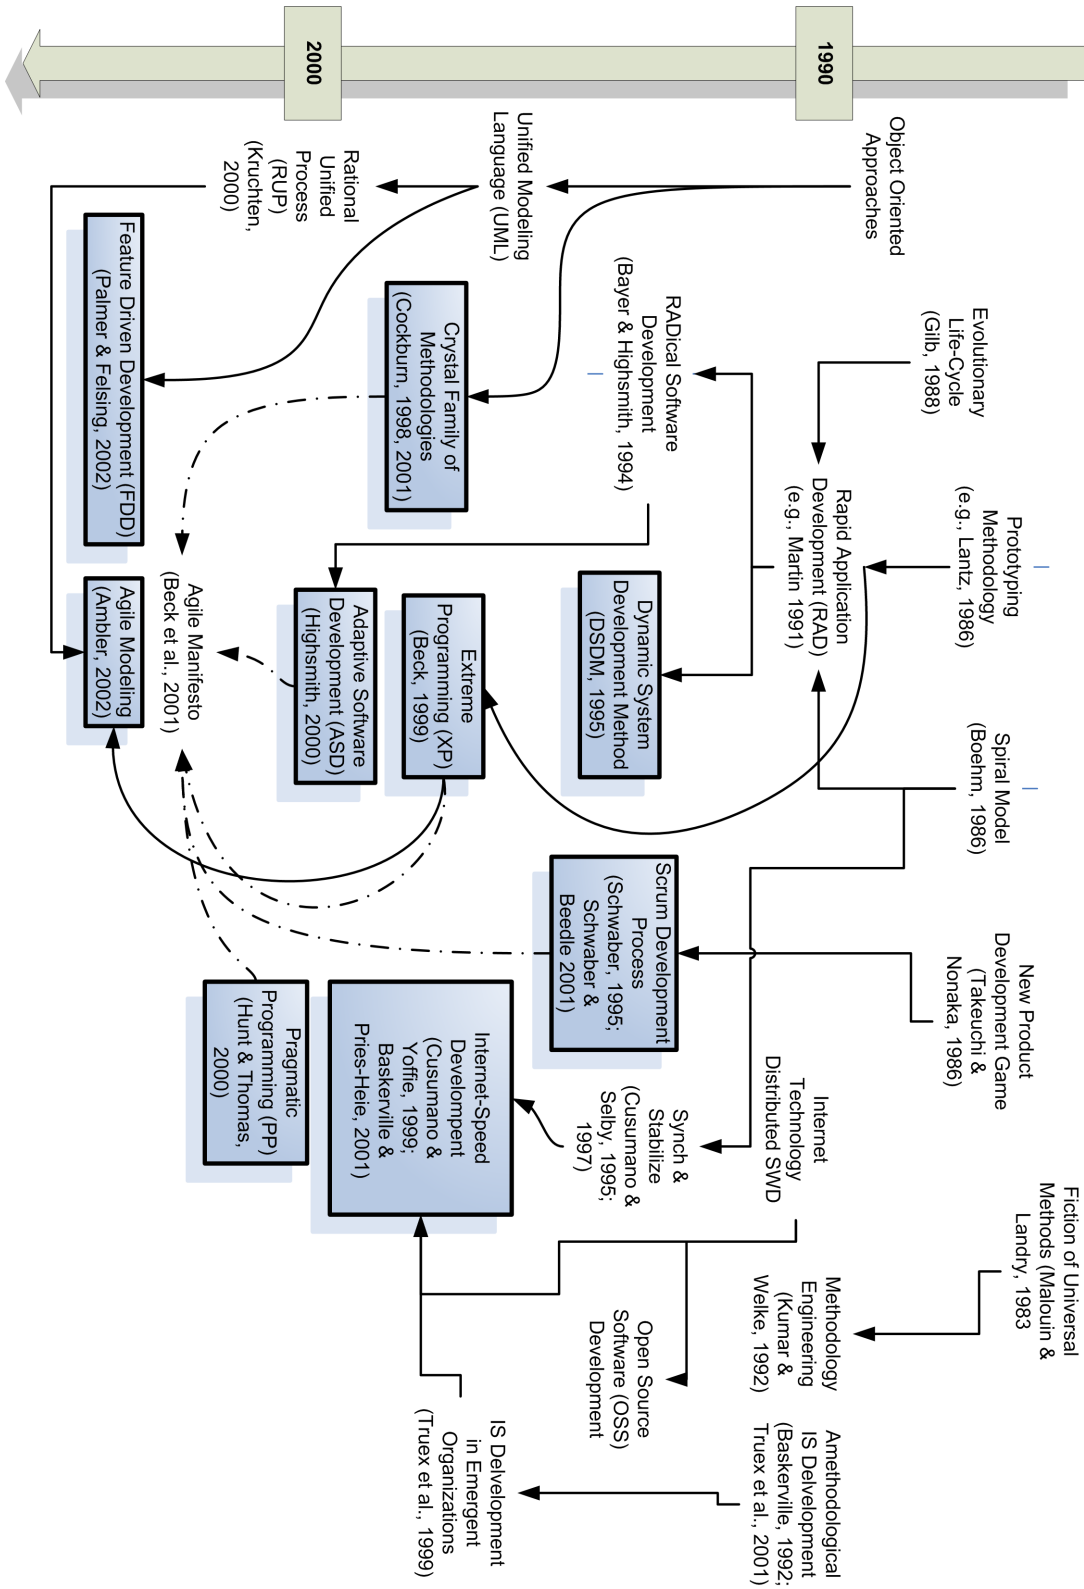 1990
2000
Object Oriented
Approaches
Unified Modeling
Language (UML)
Rational
Unified
Process
(RUP)
(Kruchten,
2000)
Feature Driven Development (FDD)
(Palmer & Felsing, 2002)
Evolutionary
Life-Cycle
(Gilb, 1988)
RADical Software
Development
(Bayer & Highsmith, 1994)
Crystal Family of
Methodologies
(Cockburn, 1998, 2001)
Prototyping
Methodology
(e.g., Lantz, 1986)
Rapid Application
Development (RAD)
(e.g., Martin 1991)
Dynamic System
Development Method
(DSDM, 1995)
Extreme
Programming (XP)
(Beck, 1999)
Adaptive Software
Development (ASD)
(Highsmith, 2000)
Agile Manifesto
(Beck et al., 2001)
Agile Modeling
(Ambler, 2002)
Spiral Model
(Boehm, 1986)
New Product
Development Game
(Takeuchi &
Nonaka, 1986)
Scrum Development
Process
(Schwaber, 1995;
Schwaber &
Beedle 2001)
Internet
Technology
Distributed SWD
Synch &
Stabilize
(Cusumano &
Selby, 1995;
1997)
Internet-Speed
Develompent
(Cusumano &
Yoffie, 1999;
Baskerville &
Pries-Heie, 2001)
Pragmatic
Programming (PP)
(Hunt & Thomas,
2000)
Fiction of Universal
Methods (Malouin &
Landry, 1983
Methodology
Engineering
(Kumar &
Welke, 1992)
Open Source
Software (OSS)
Development
Amethodological
IS Delvelopment
(Baskerville, 1992;
Truex et al., 2001)
IS Delvelopment
in Emergent
Organizations
(Truex et al., 1999)